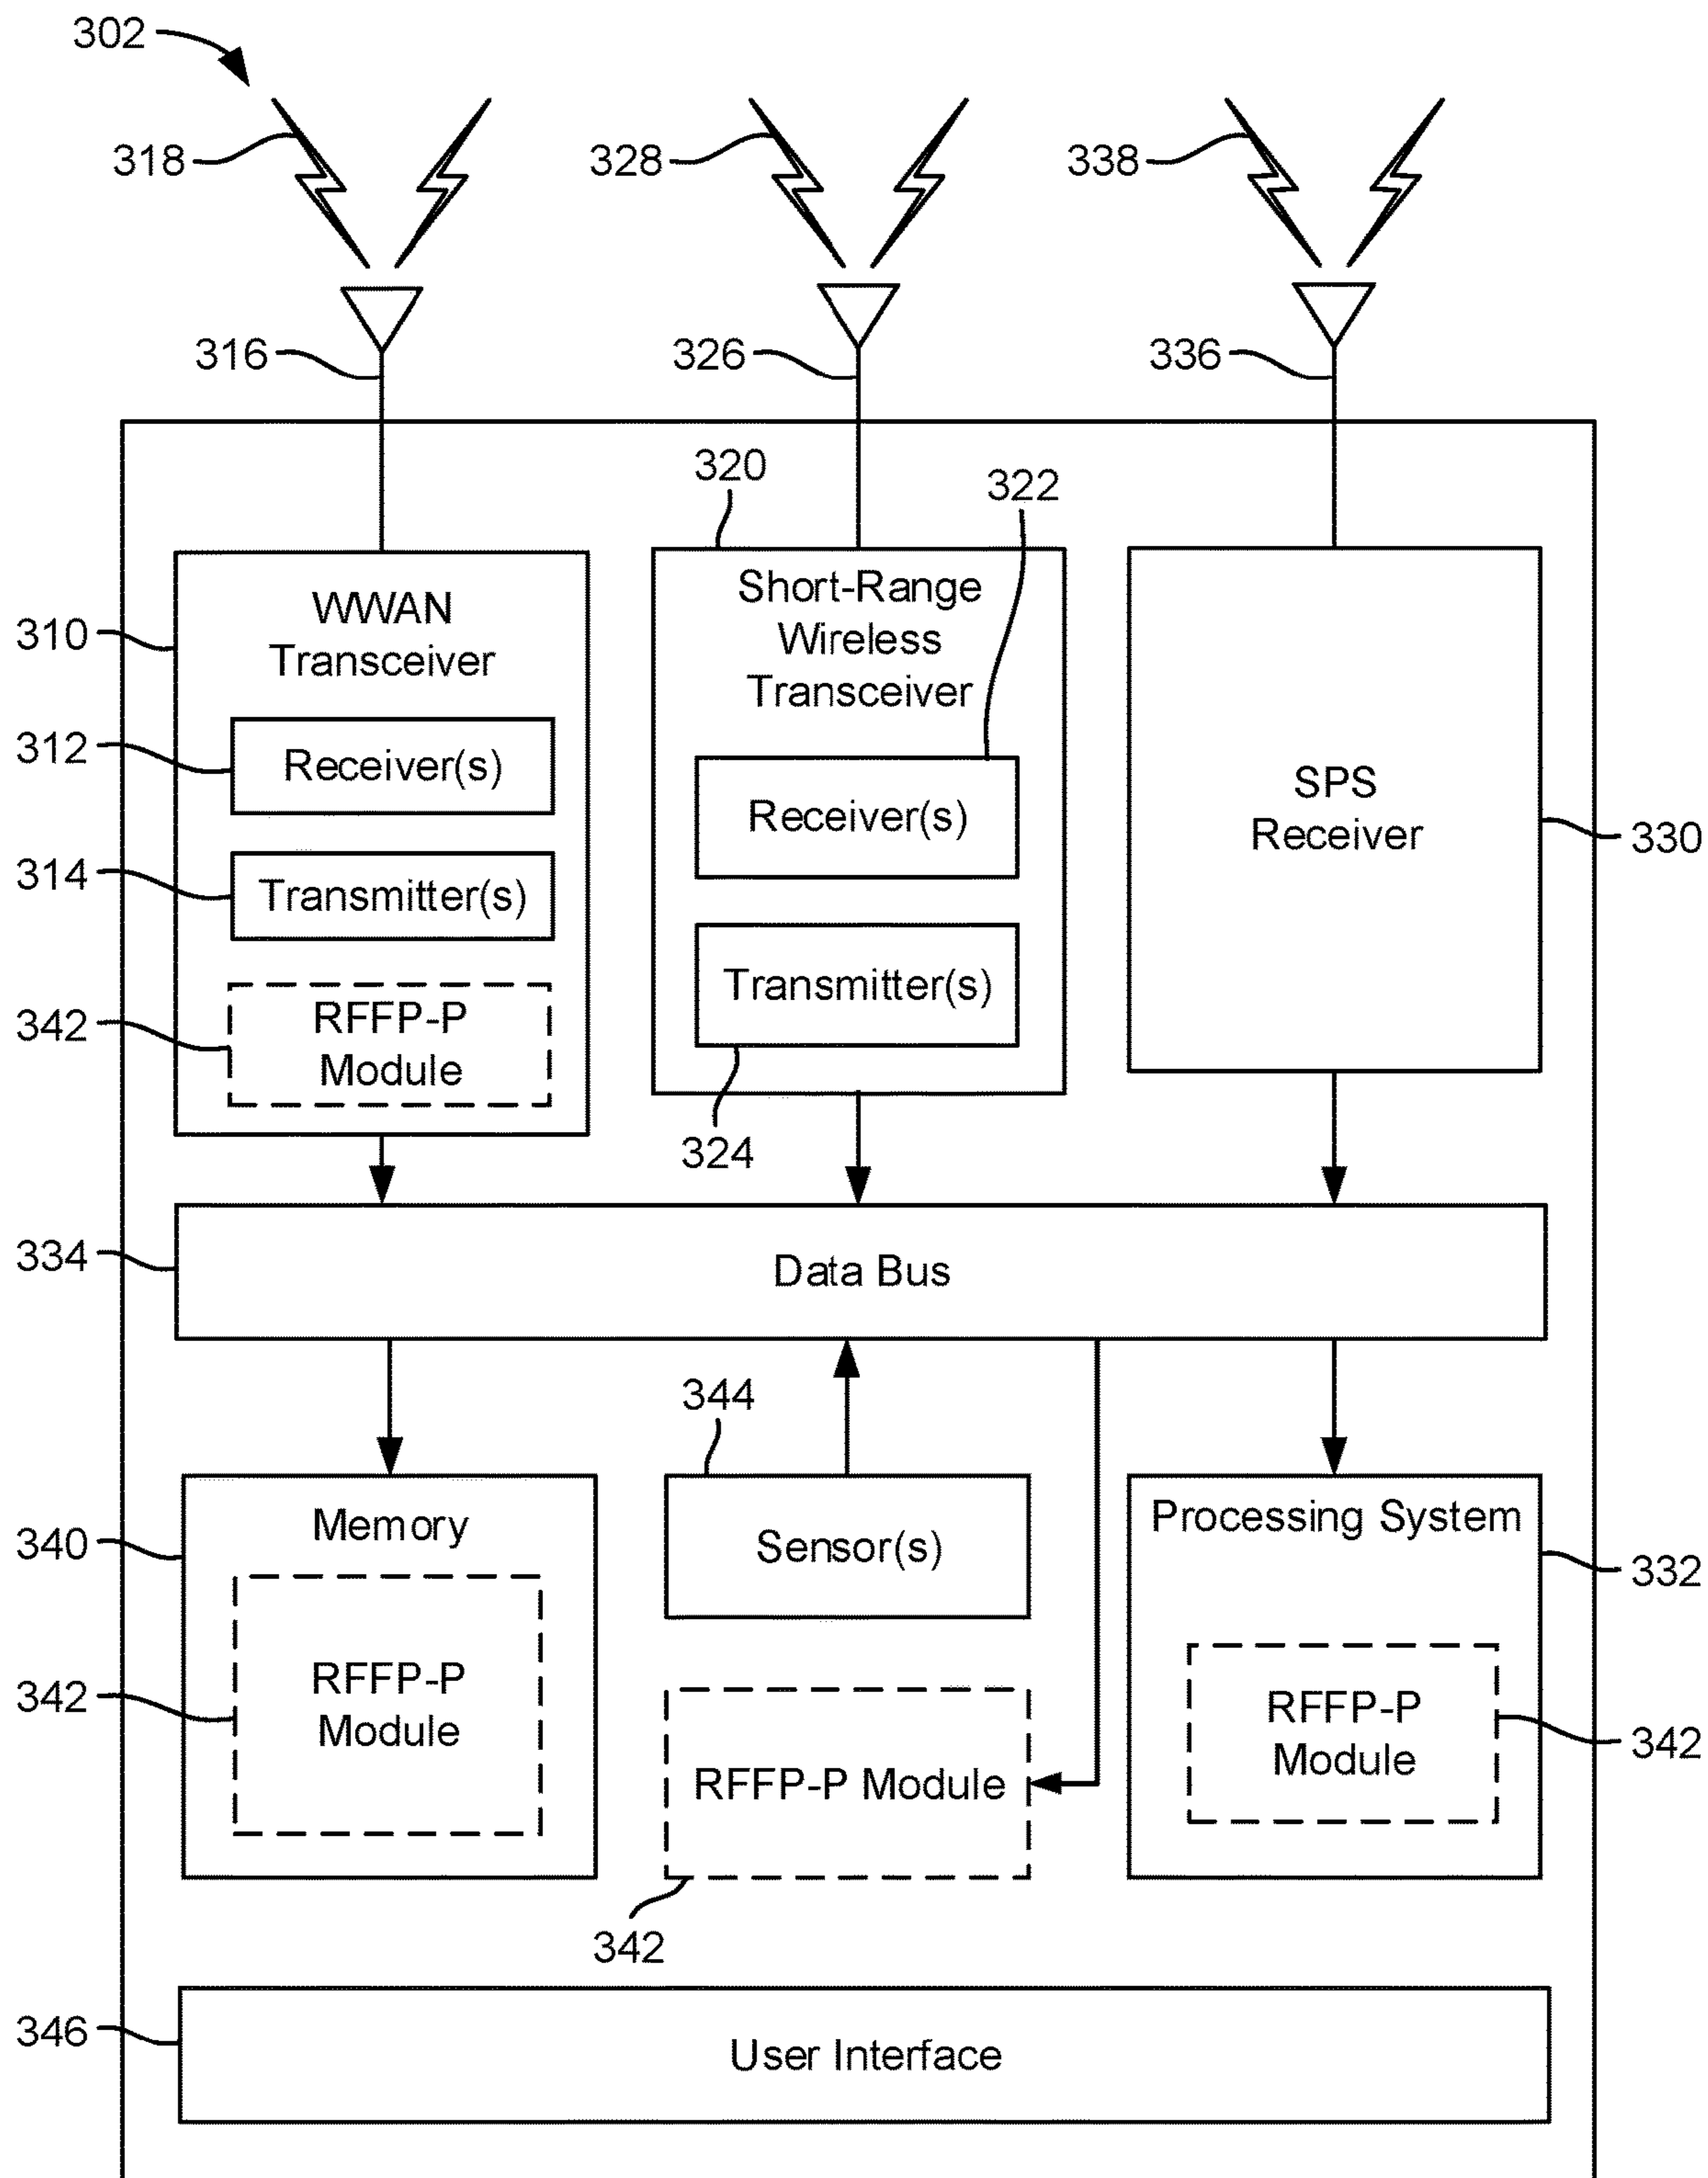 302
318
328
338
316
326
336
320
322
310
WWAN
Transceiver
Short-Range
Wireless
Transceiver
312
Receiver(s)
Receiver(s)
SPS
Receiver
330
314
Transmitter(s)
Transmitter(s)
342
RFFP-P
Module
324
334
Data Bus
344
340
Memory
Sensor(s)
Processing System
332
342
RFFP-P
Module
RFFP-P Module
RFFP-P
Module
342
342
346
User Interface